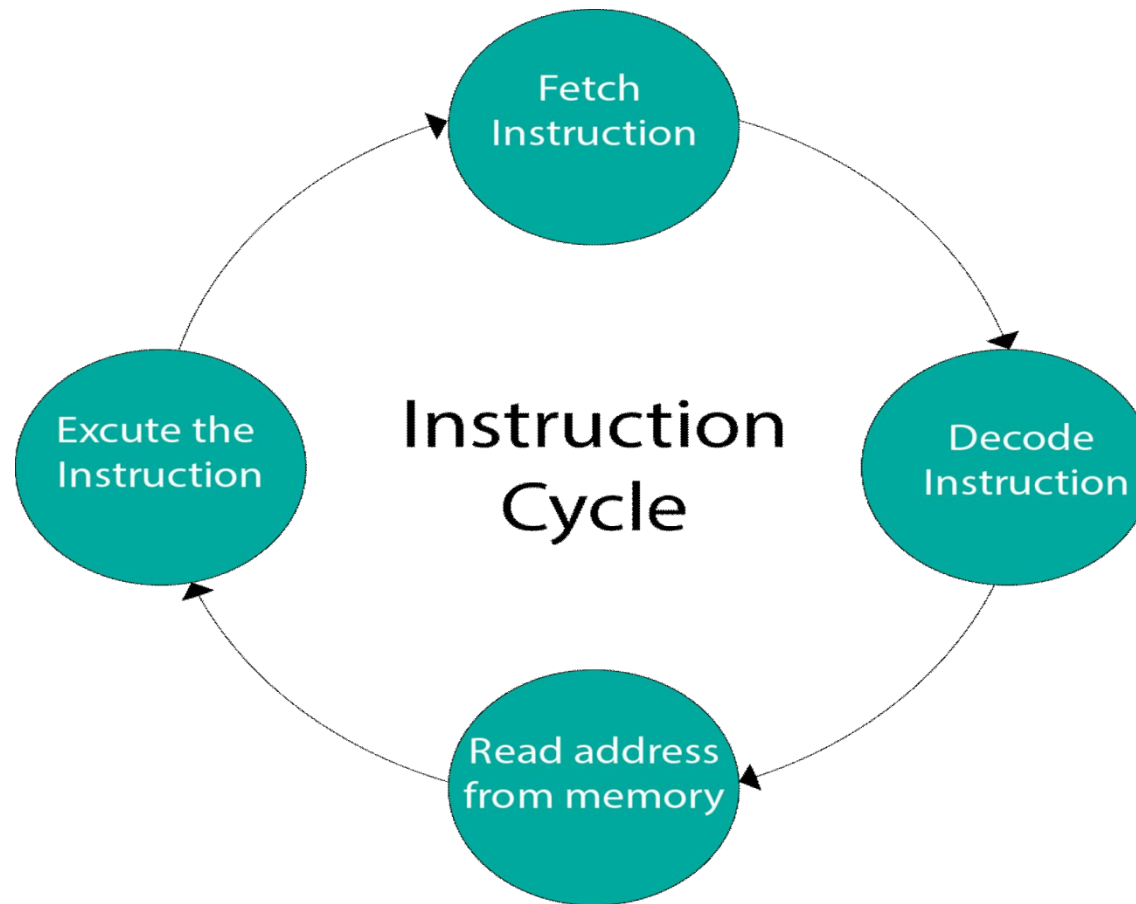 Fetch
Instruction
Excute the
Instruction
Instruction
Cycle
Decode
Instruction
Read address
from memory